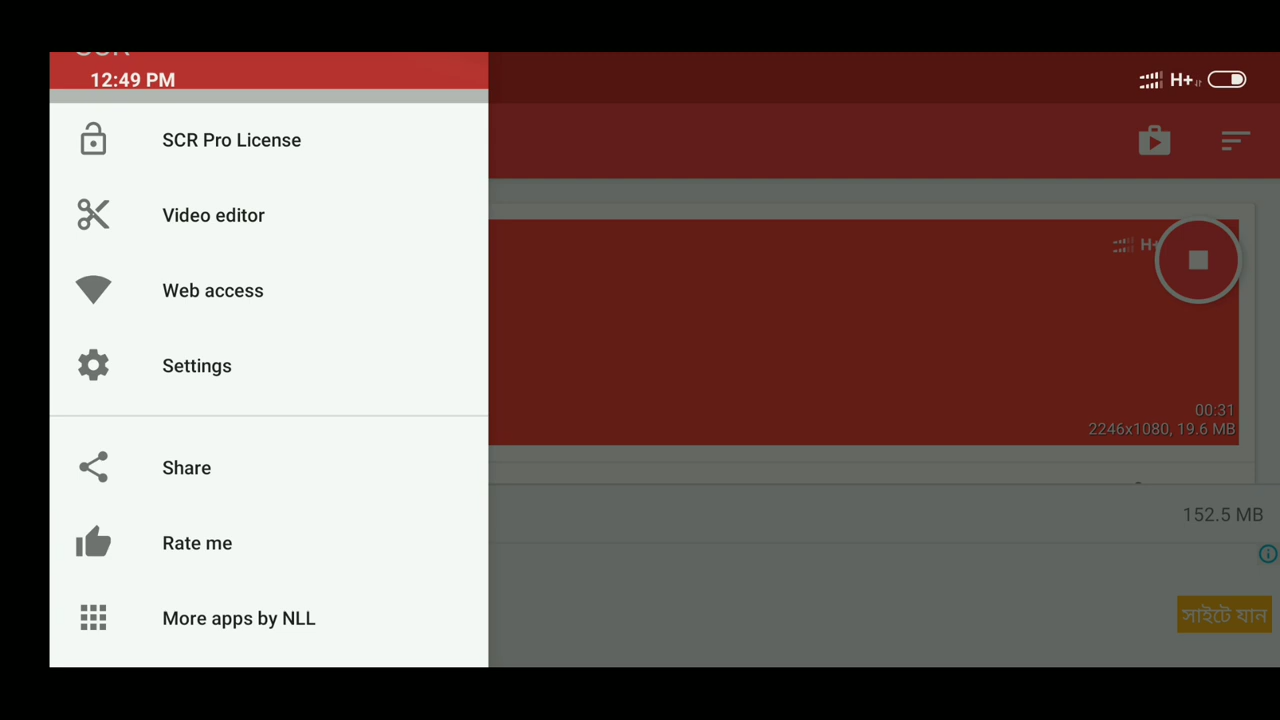 SCR
12:49 PM
H+
SCR Pro License
Video editor
Web access
Settings
Share
Rate me
More apps by NLL
H+
00:31
2246x1080, 19.6 MB
152.5 MB
সাইটে যান